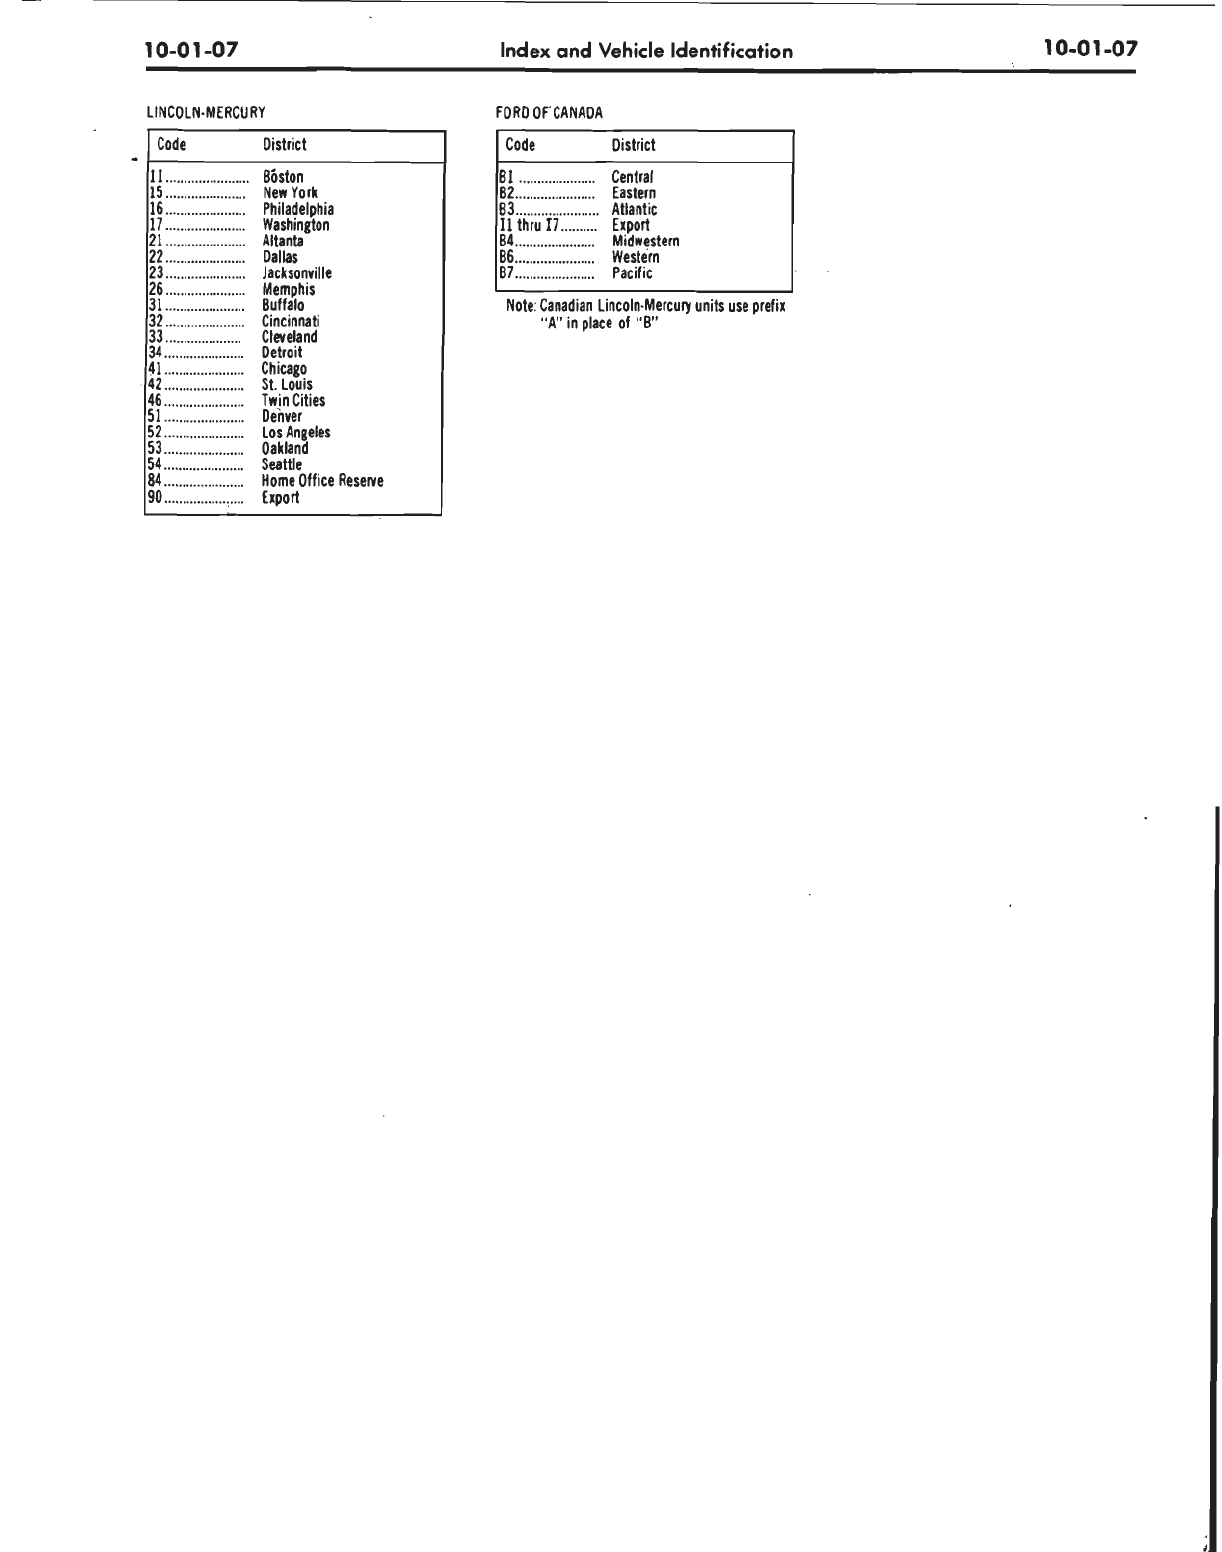 10-01-07 Index and Vehicle Identification 10-01-07
LINCOLN-MERCURY
Code District
11...................... Boston
15..................... New York
16..................... Philadelphia
17..................... Washington
21..................... Altanta
22..................... Dallas
23..................... Jacksonville
26..................... Memphis
31..................... Buffalo
32..................... Cincinnati
33.................... Cleveland
34..................... Detroit
41..................... Chicago
42..................... St. Louis
46..................... Twin Cities
51..................... Denver
52..................... Los Angeles
53..................... Oakland
54..................... Seattle
84..................... Home Office Reserve
90..................... Export
FORD OF CANADA
Code District
B1 .................... Central
B2..................... Eastern
B3...................... Atlantic
I1 thru I7.......... Export
B4..................... Midwestern
B6..................... Western
B7..................... Pacific
Note: Canadian Lincoln-Mercury units use prefix
"A" in place of "B"